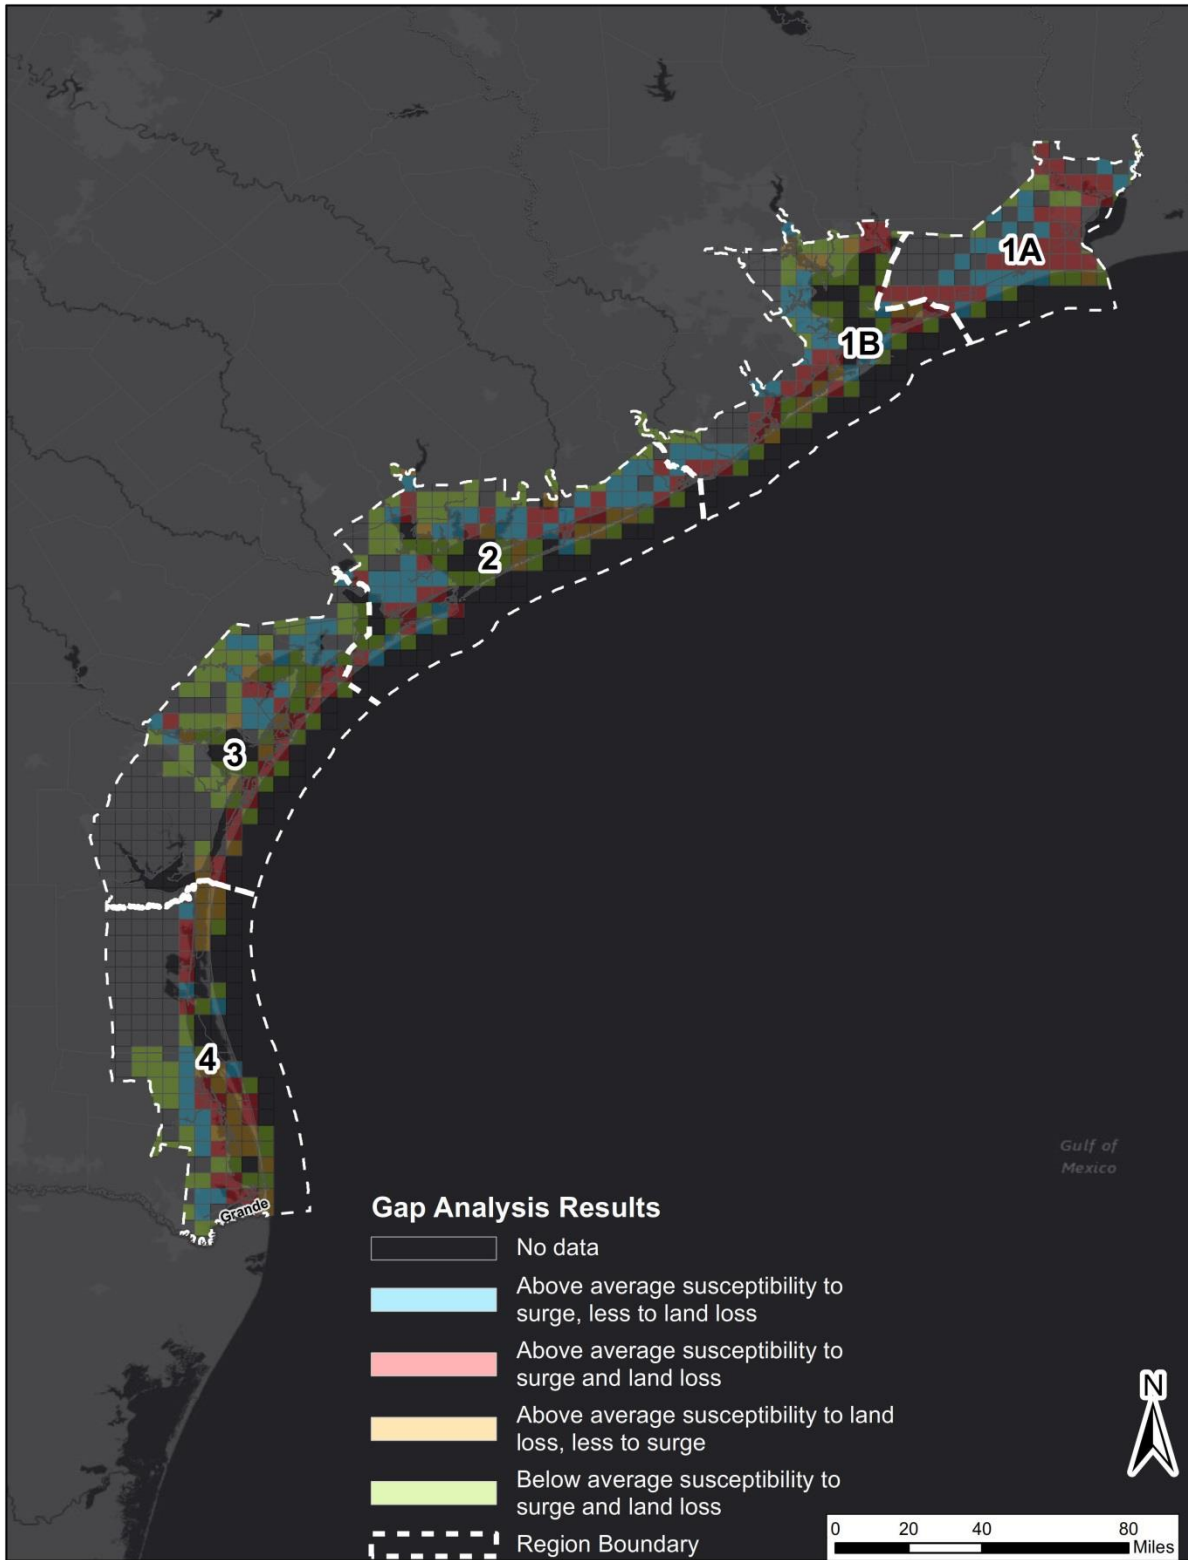 1A
1B
2
3
4
Gulf of
Mexico
Grande
Gap Analysis Results
No data
Above average susceptibility to
surge, less to land loss
Above average susceptibility to
surge and land loss
Above average susceptibility to land
loss, less to surge
Below average susceptibility to
surge and land loss
Region Boundary
N
0 20 40 80
Miles